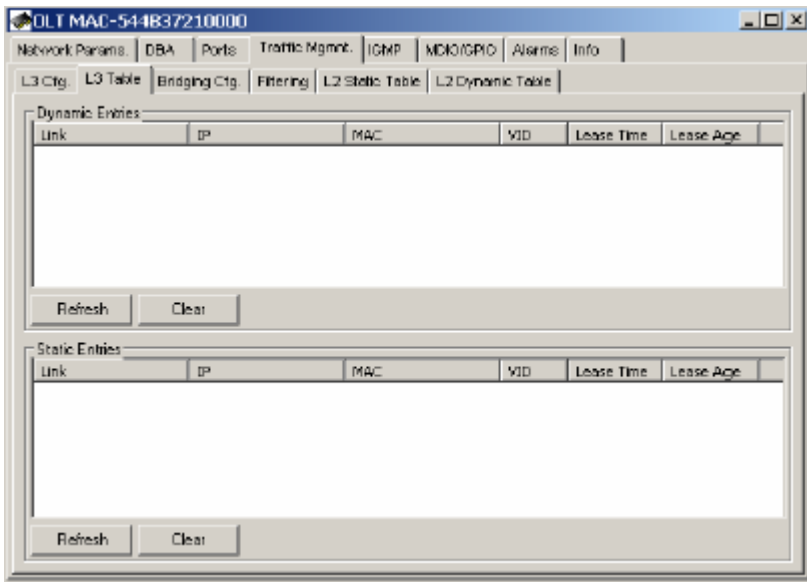 OLT MAC-544B37210000
Network Params. DBA Ports Traffic Mgmnt. IGMP MDIO/GPIO Alarms Info
L3 Cfg. L3 Table Bridging Cfg. Filtering L2 Static Table L2 Dynamic Table
Dynamic Entries
Link IP MAC VID Lease Time Lease Age
Refresh Clear
Static Entries
Link IP MAC VID Lease Time Lease Age
Refresh Clear